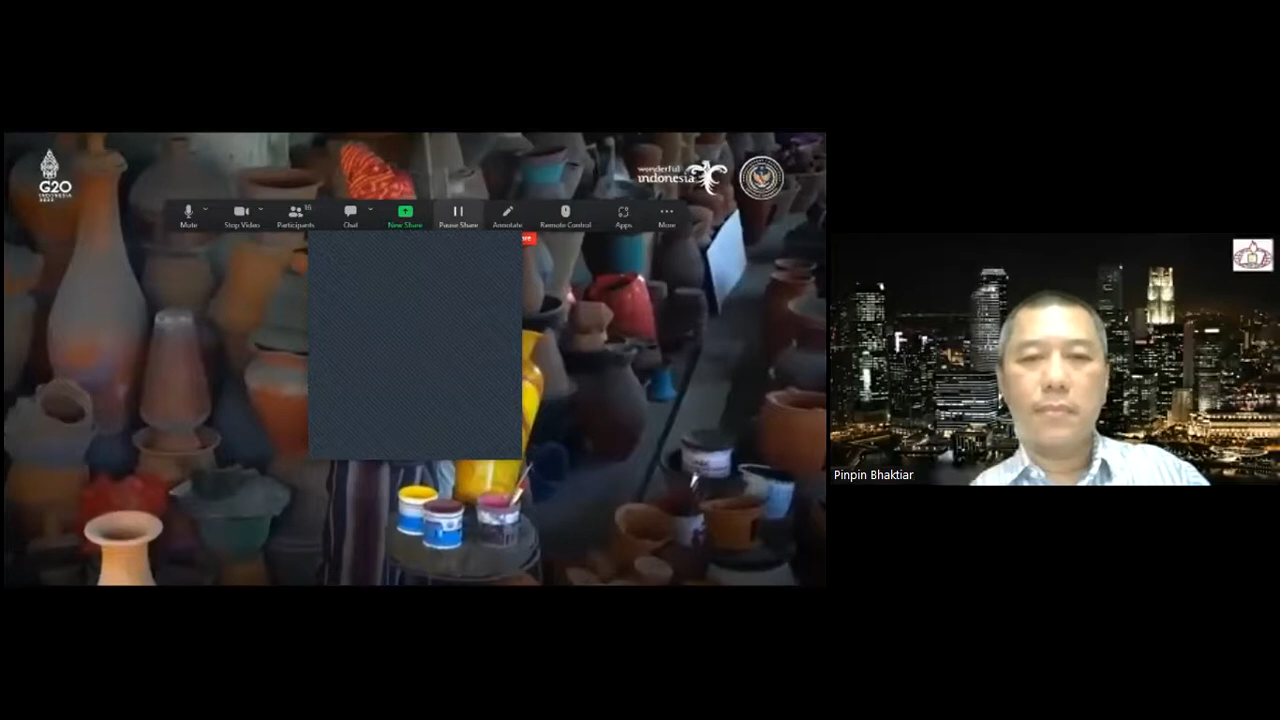 G20
INDONESIA
2022
wonderful
indonesia
Mute
Stop Video
Participants
Chat
New Share
Pause Share
Annotate
Remote Control
Apps
More
Pinpin Bhaktiar